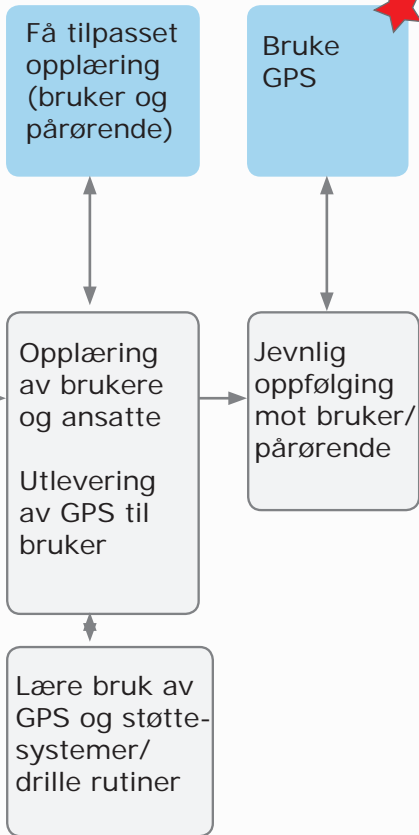 Få tilpasset
opplæring
(bruker og
pårørende)
Bruke
GPS
Opplæring
av brukere
og ansatte
Utlevering
av GPS til
bruker
Jevnlig
oppfølging
mot bruker/
pårørende
Lære bruk av
GPS og støtte-
systemer/
drille rutiner